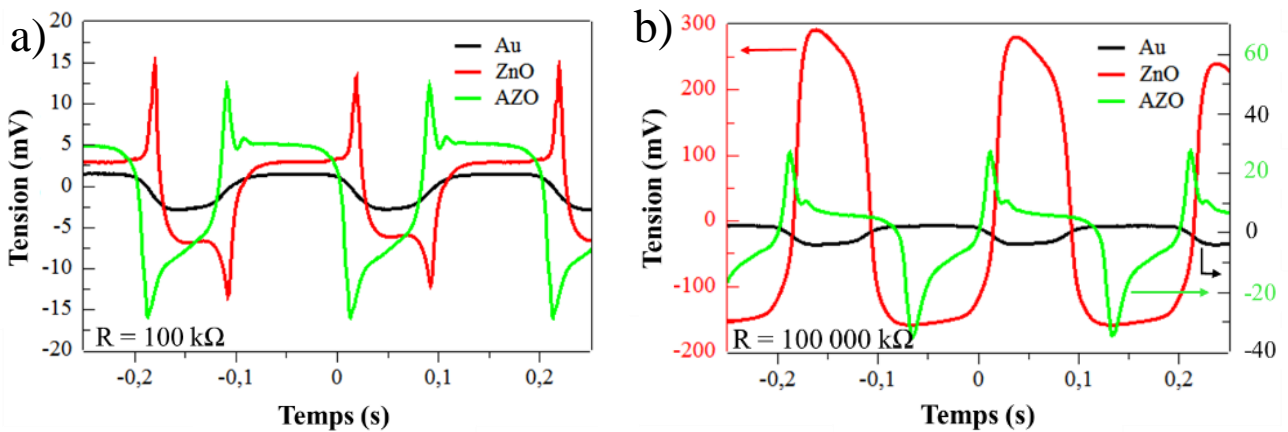 a)
20
15
10
5
0
-5
-10
-15
-20
Tension (mV)
Au
ZnO
AZO
R = 100 kΩ
-0,2
-0,1
0
0,1
0,2
Temps (s)
b)
300
200
100
0
-100
-200
Tension (mV)
Au
ZnO
AZO
60
40
20
0
-20
-40
R = 100 000 kΩ
-0,2
-0,1
0
0,1
0,2
Temps (s)